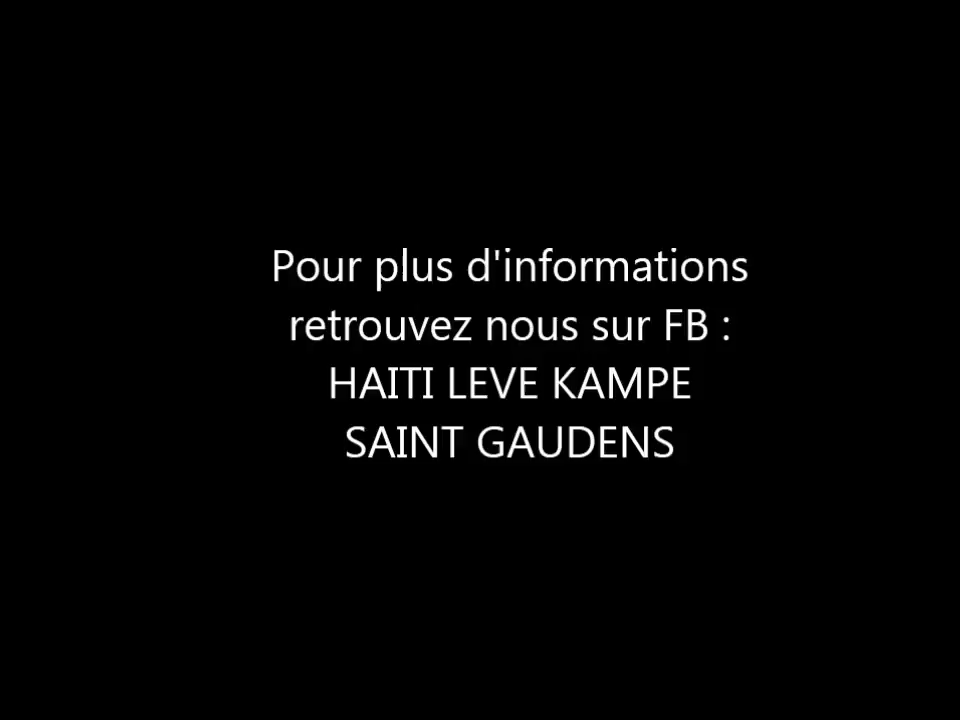 Pour plus d'informations
retrouvez nous sur FB :
HAITI LEVE KAMPE
SAINT GAUDENS